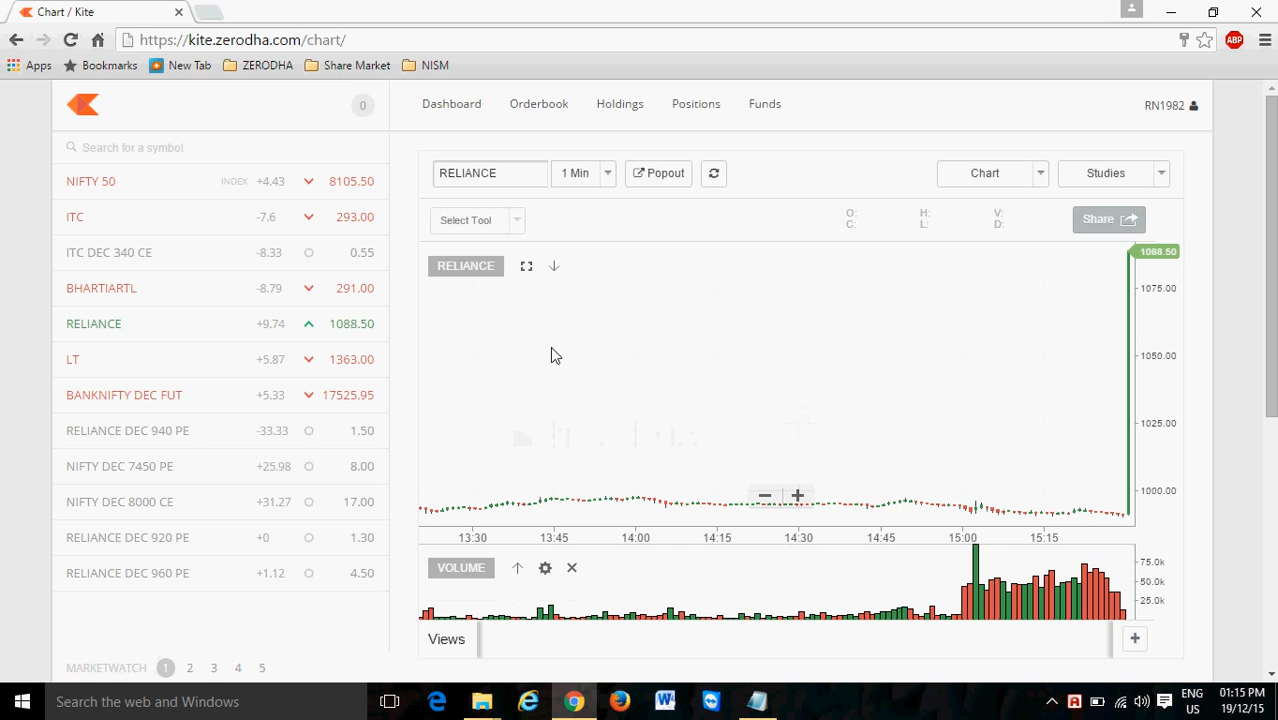 Chart / Kite
https://kite.zerodha.com/chart/
ABP
Apps Bookmarks New Tab ZERODHA Share Market NISM
0
Dashboard Orderbook Holdings Positions Funds
RN1982
Search for a symbol
NIFTY 50 INDEX +4.43 8105.50
ITC -7.6 293.00
ITC DEC 340 CE -8.33 0.55
BHARTIARTL -8.79 291.00
RELIANCE +9.74 1088.50
LT +5.87 1363.00
BANKNIFTY DEC FUT +5.33 17525.95
RELIANCE DEC 940 PE -33.33 1.50
NIFTY DEC 7450 PE +25.98 8.00
NIFTY DEC 8000 CE +31.27 17.00
RELIANCE DEC 920 PE +0 1.30
RELIANCE DEC 960 PE +1.12 4.50
MARKETWATCH 1 2 3 4 5
RELIANCE 1 Min Popout Chart Studies
Select Tool O: H: V: Share
C: L: D:
RELIANCE
1088.50
1075.00
1050.00
1025.00
1000.00
13:30 13:45 14:00 14:15 14:30 14:45 15:00 15:15
VOLUME
75.0k
50.0k
25.0k
Views
Search the web and Windows
ENG
US
01:15 PM
19/12/15